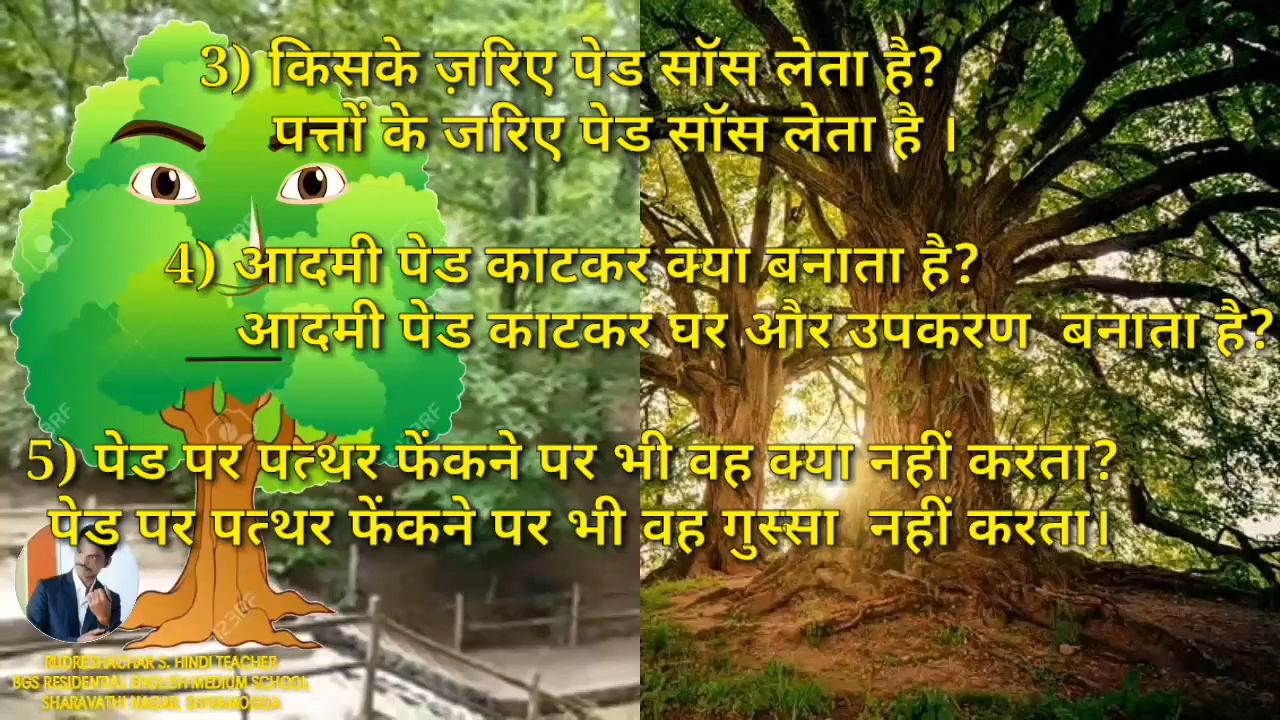 3) किसके ज़रिए पेड सॉस लेता है?
पत्तों के जरिए पेड सॉस लेता है ।
4) आदमी पेड काटकर क्या बनाता है?
आदमी पेड काटकर घर और उपकरण बनाता है?
5) पेड पर पत्थर फेंकने पर भी वह क्या नहीं करता?
पेड पर पत्थर फेंकने पर भी वह गुस्सा नहीं करता।
RUDRESHACHAR S. HINDI TEACHER
BGS RESIDENTIAL ENGLISH MEDIUM SCHOOL
SHARAVATHI NAGAR, SHIVAMOGGA
123RF